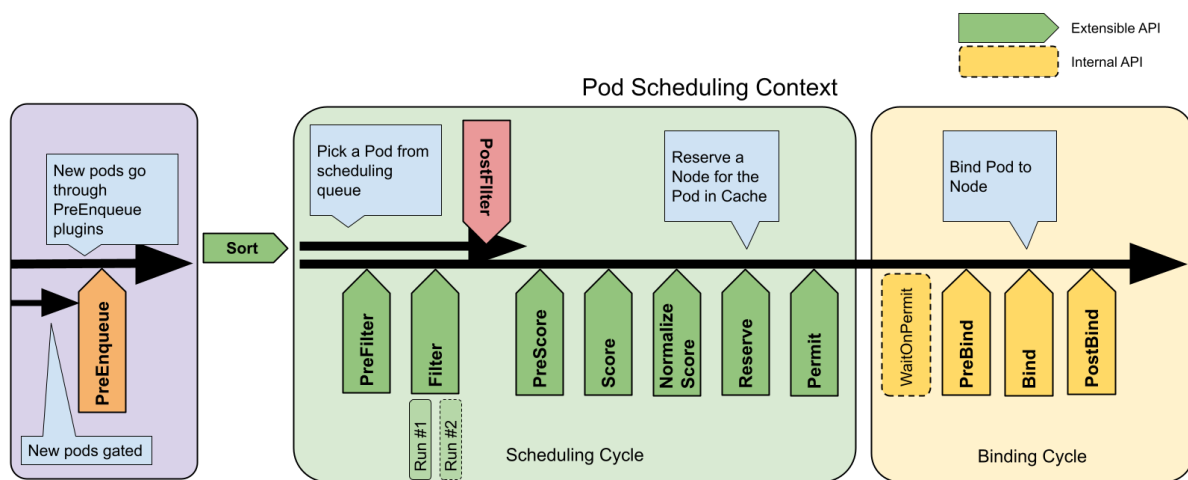 Extensible API
Internal API
Pod Scheduling Context
New pods go
through
PreEnqueue
plugins
PreEnqueue
New pods gated
Sort
Pick a Pod from
scheduling
queue
PostFIlter
Reserve a
Node for the
Pod in Cache
PreFilter
Filter
Run #1
Run #2
PreScore
Score
Normalize
Score
Reserve
Permit
Scheduling Cycle
Bind Pod to
Node
WaitOnPermit
PreBind
Bind
PostBind
Binding Cycle